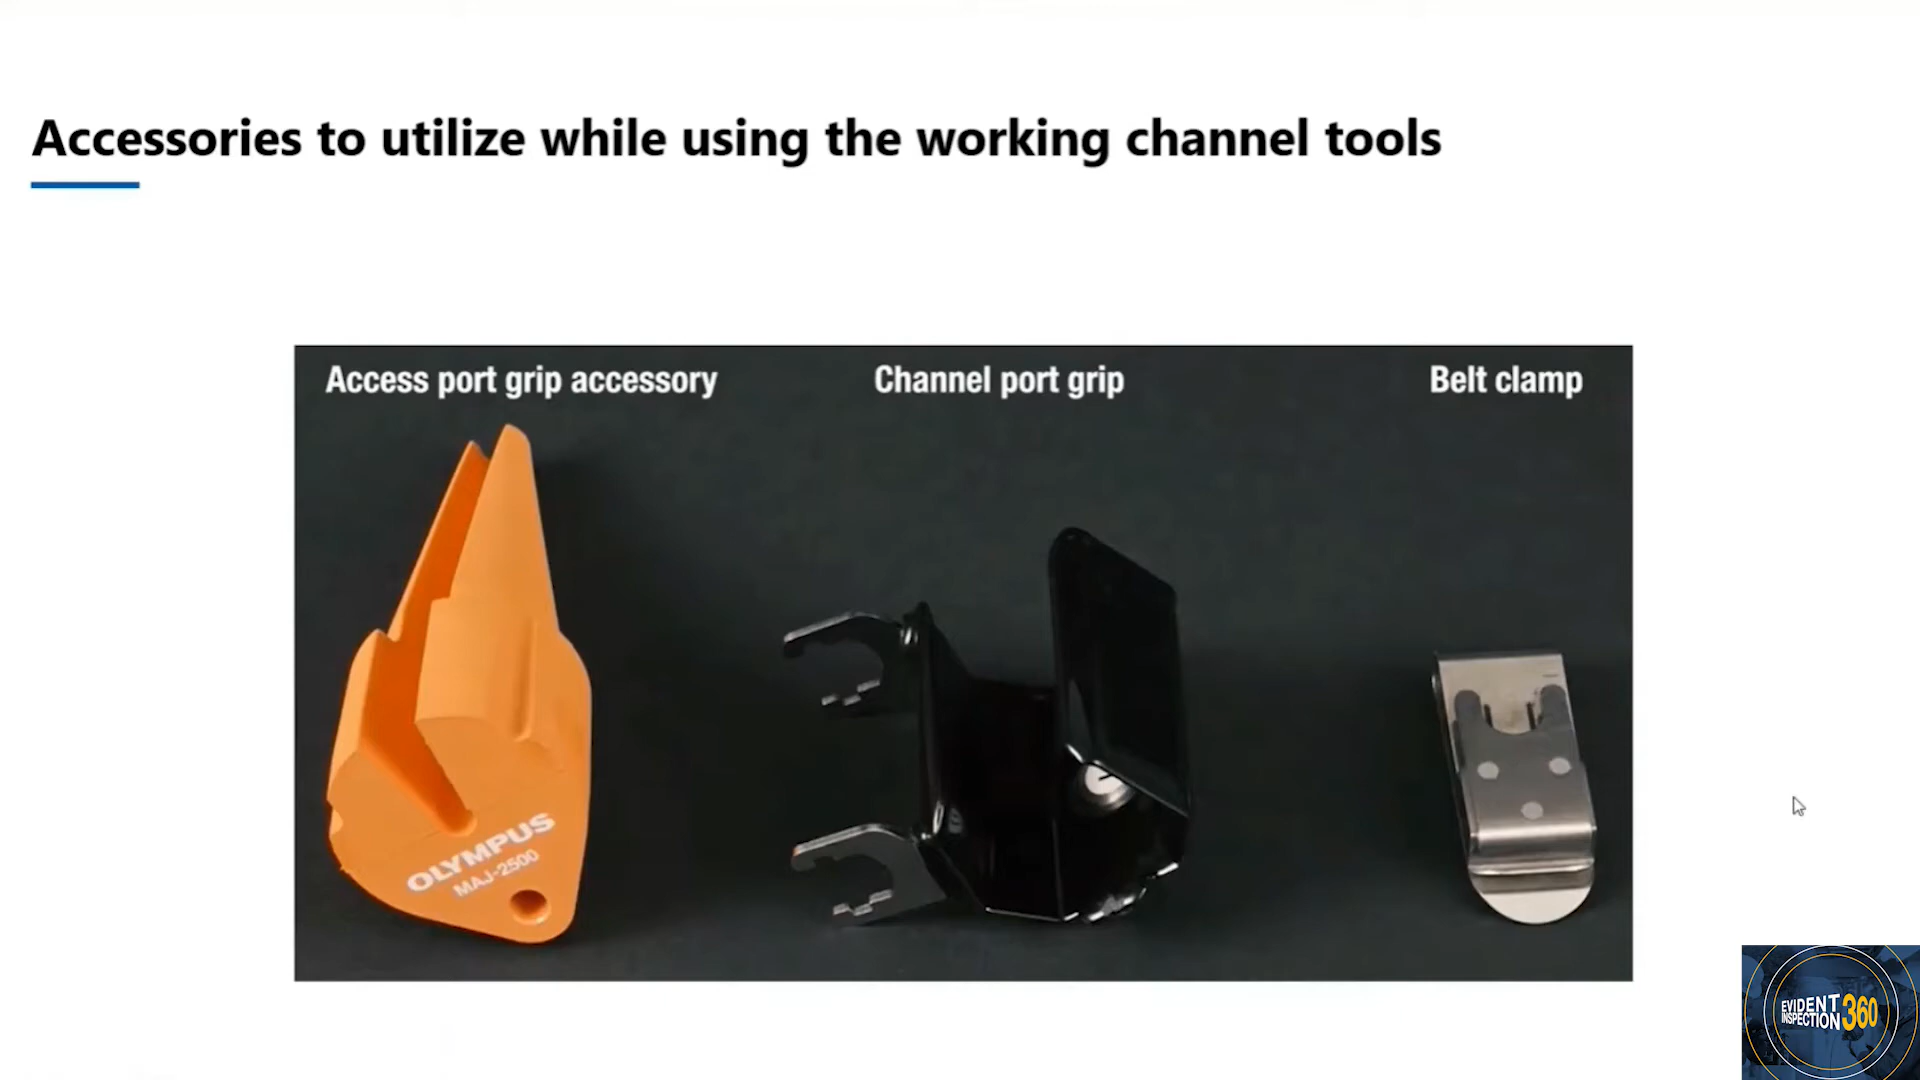 Accessories to utilize while using the working channel tools
Access port grip accessory
Channel port grip
Belt clamp
OLYMPUS
MAJ-2500
EVIDENT
INSPECTION
360